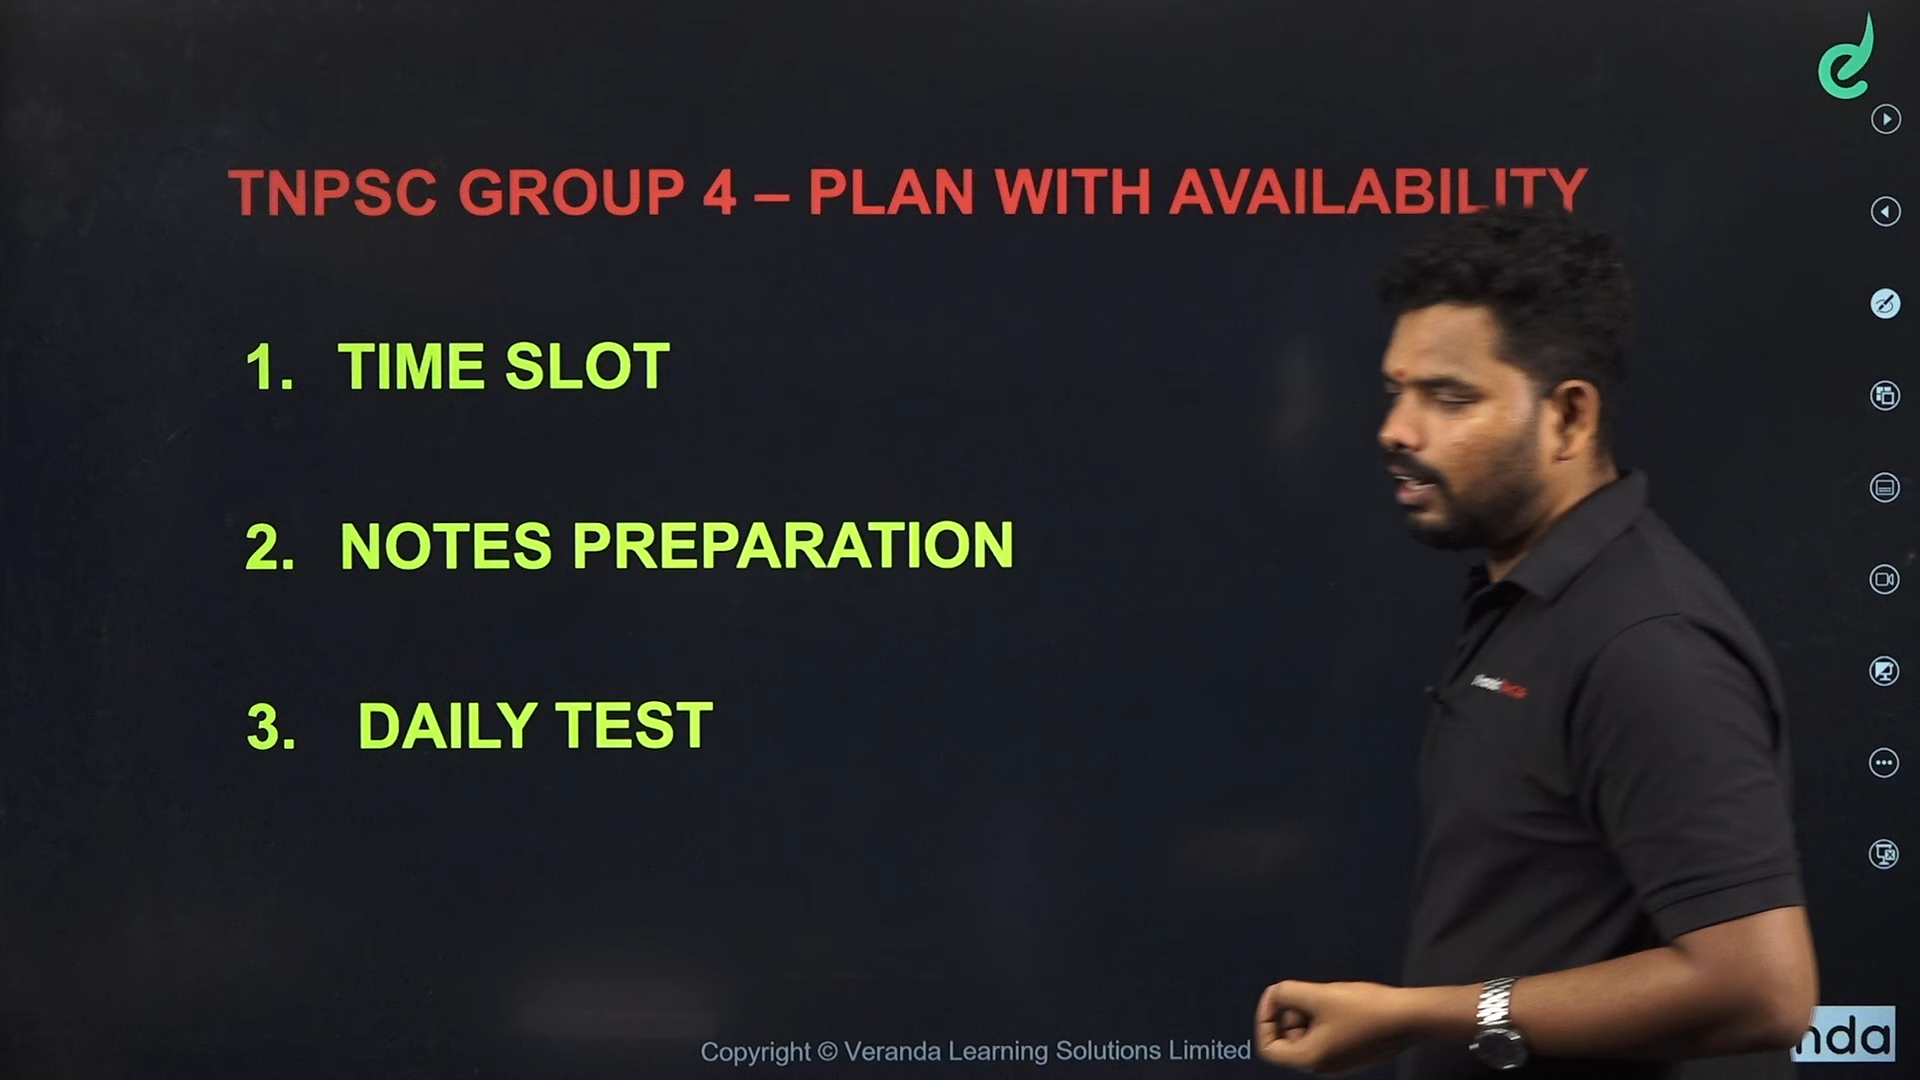 TNPSC GROUP 4 – PLAN WITH AVAILABILITY
1. TIME SLOT
2. NOTES PREPARATION
3. DAILY TEST
Copyright © Veranda Learning Solutions Limited
nda